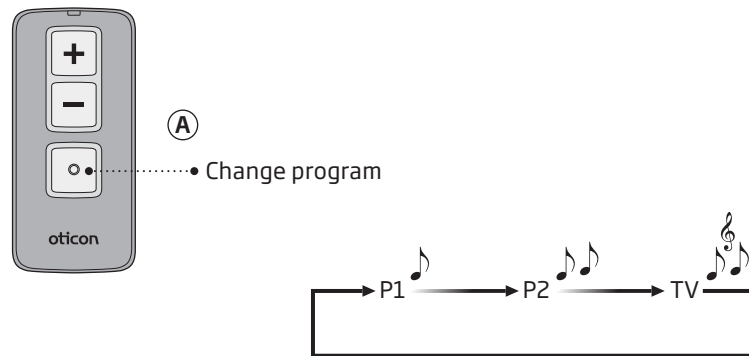 +
−
A
Change program
oticon
P1 P2 TV